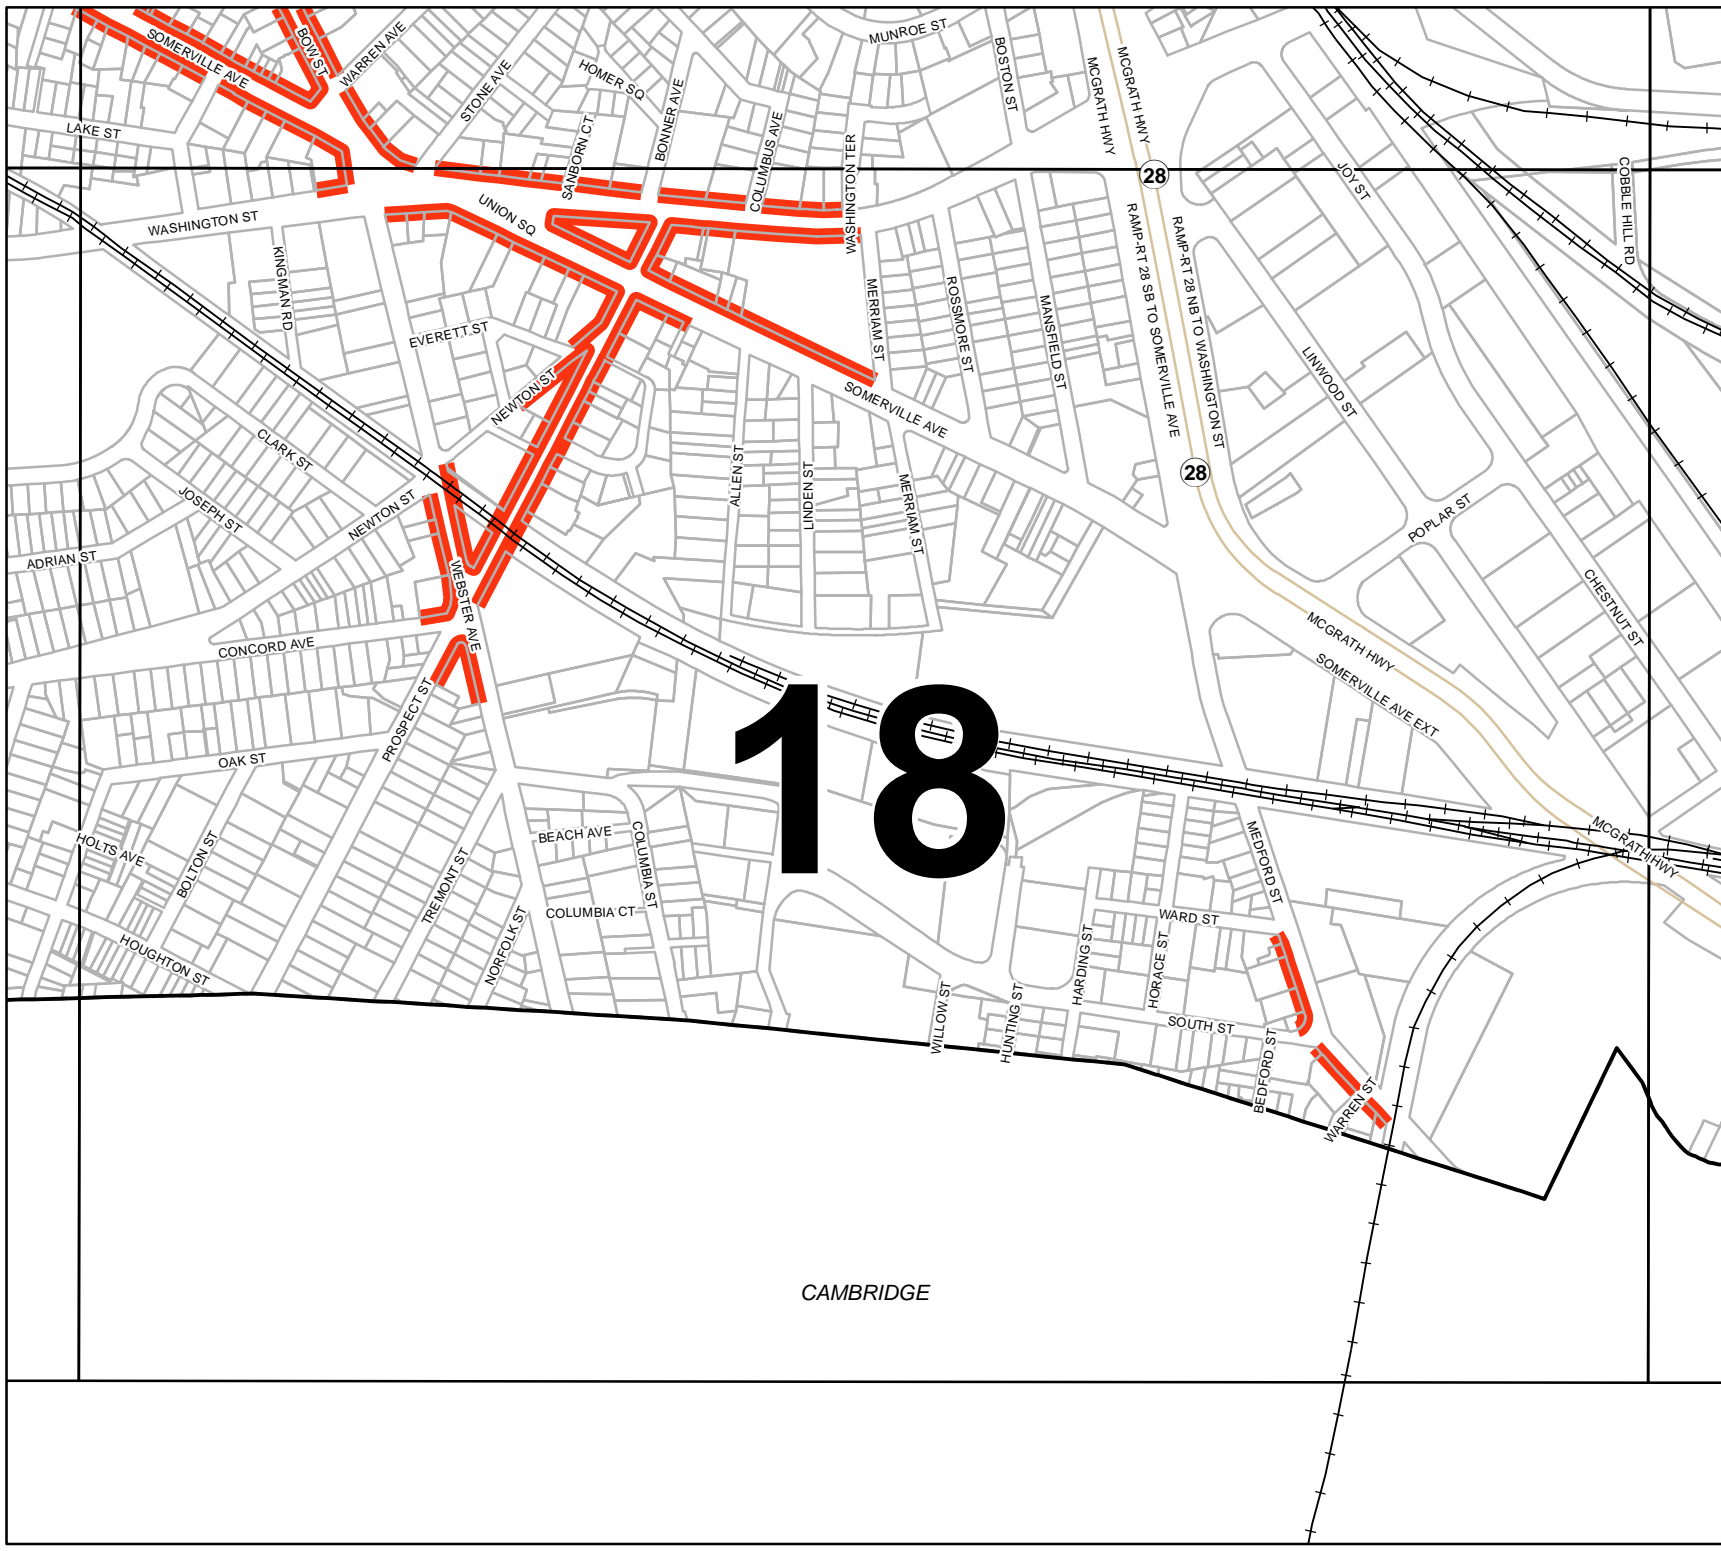 SOMERVILLE AVE
BOW ST
WARREN AVE
STONE AVE
HOMER SQ
MUNROE ST
BOSTON ST
MCGRATH HWY
MCGRATH HWY
LAKE ST
SANBORN CT
BONNER AVE
COLUMBUS AVE
WASHINGTON TER
28
JOY ST
COBBLE HILL RD
WASHINGTON ST
UNION SQ
KINGMAN RD
EVERETT ST
NEWTON ST
MERRIAM ST
ROSSMORE ST
MANSFIELD ST
RAMP-RT 28 SB TO SOMERVILLE AVE
RAMP-RT 28 NB TO WASHINGTON ST
LINWOOD ST
SOMERVILLE AVE
CLARK ST
JOSEPH ST
NEWTON ST
ALLEN ST
LINDEN ST
MERRIAM ST
28
POPLAR ST
ADRIAN ST
WEBSTER AVE
CHESTNUT ST
CONCORD AVE
MCGRATH HWY
SOMERVILLE AVE EXT
PROSPECT ST
18
OAK ST
HOLTS AVE
BOLTON ST
TREMONT ST
BEACH AVE
COLUMBIA ST
MEDFORD ST
MCGRATH HWY
COLUMBIA CT
WARD ST
HOUGHTON ST
NORFOLK ST
HARDING ST
HORACE ST
WILLOW ST
HUNTING ST
SOUTH ST
BEDFORD ST
WARREN ST
CAMBRIDGE